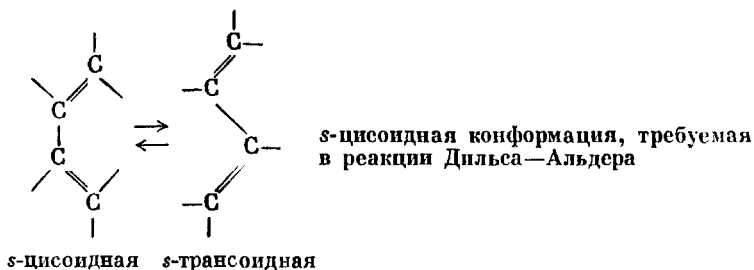 C
C
C
C
C
C
C
C
s-цисоидная конформация, требуемая
в реакции Дильса—Альдера
s-цисоидная s-трансоидная